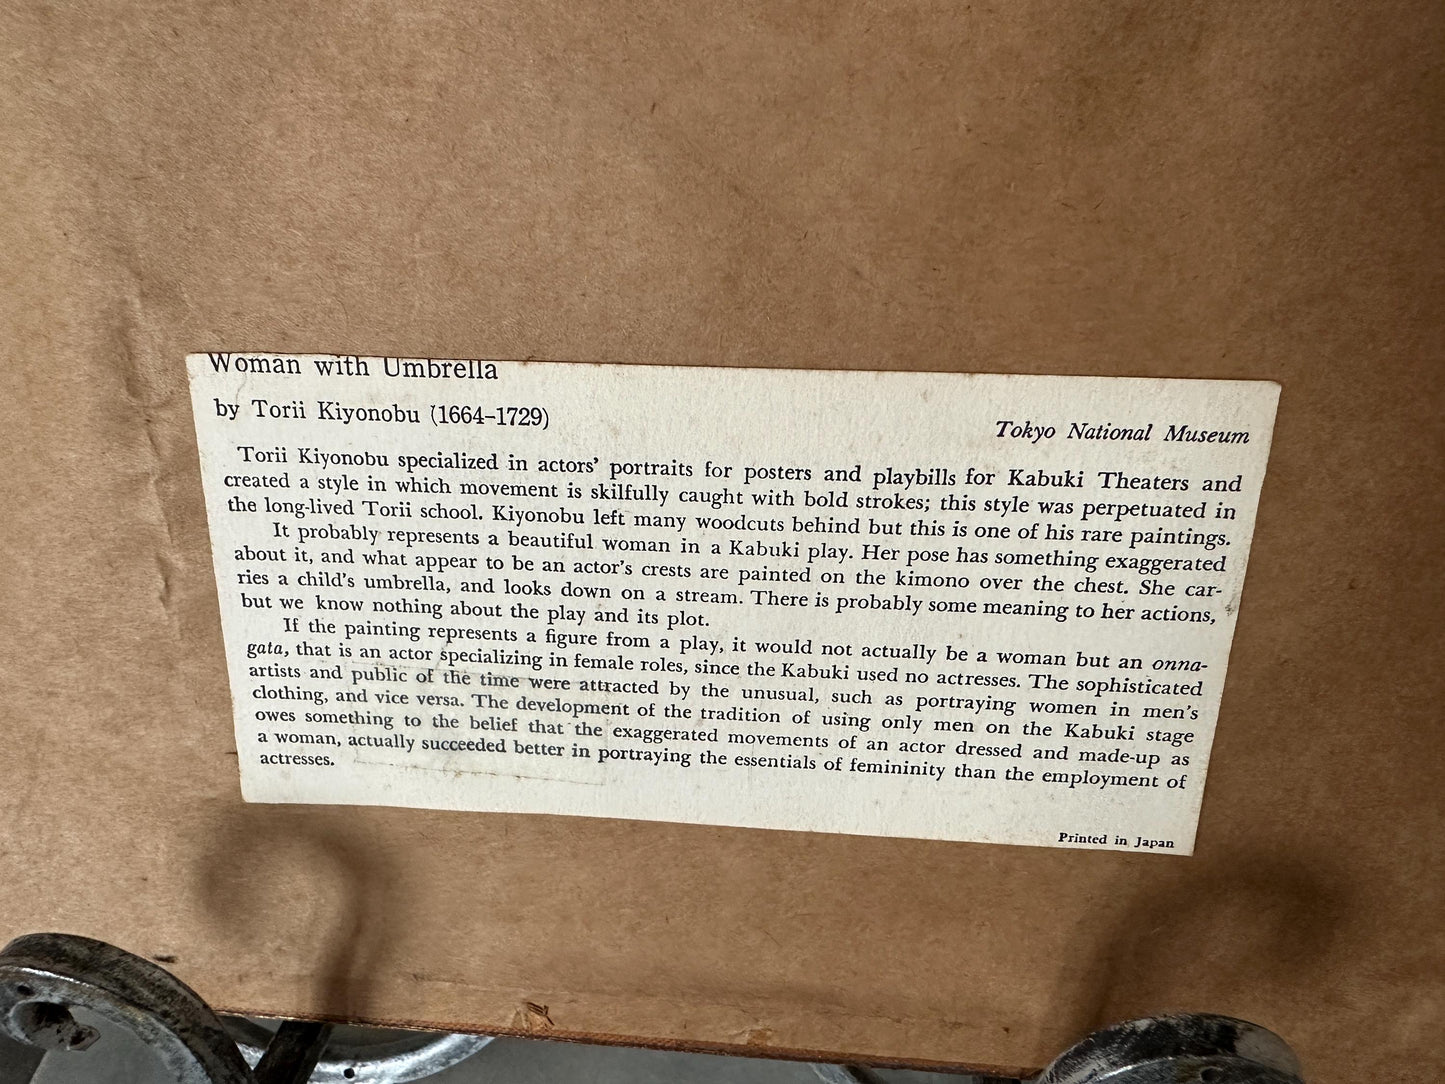 Woman with Umbrella
by Torii Kiyonobu (1664–1729)
Tokyo National Museum
Torii Kiyonobu specialized in actors' portraits for posters and playbills for Kabuki Theaters and
created a style in which movement is skilfully caught with bold strokes; this style was perpetuated in
the long-lived Torii school. Kiyonobu left many woodcuts behind but this is one of his rare paintings.
It probably represents a beautiful woman in a Kabuki play. Her pose has something exaggerated
about it, and what appear to be an actor's crests are painted on the kimono over the chest. She car-
ries a child's umbrella, and looks down on a stream. There is probably some meaning to her actions,
but we know nothing about the play and its plot.
If the painting represents a figure from a play, it would not actually be a woman but an onna-
gata, that is an actor specializing in female roles, since the Kabuki used no actresses. The sophisticated
artists and public of the time were attracted by the unusual, such as portraying women in men's
clothing, and vice versa. The development of the tradition of using only men on the Kabuki stage
owes something to the belief that the exaggerated movements of an actor dressed and made-up as
a woman, actually succeeded better in portraying the essentials of femininity than the employment of
actresses.
Printed in Japan